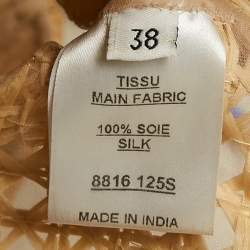 38
TISSU
MAIN FABRIC
100% SOIE
SILK
8816 125S
MADE IN INDIA